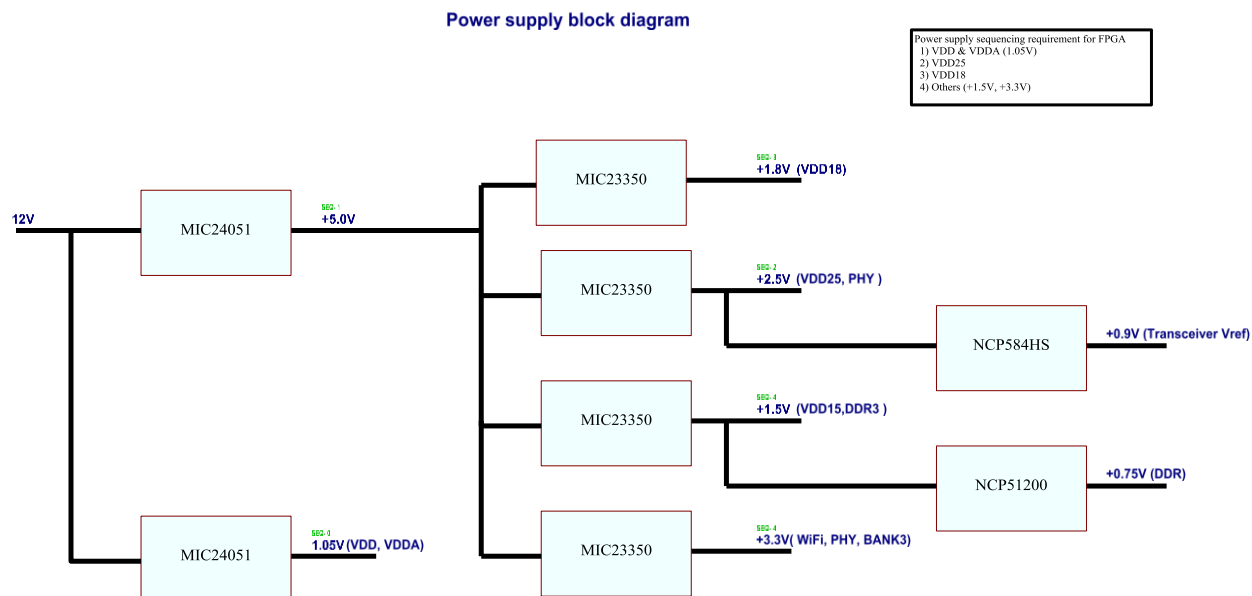 Power supply block diagram
Power supply sequencing requirement for FPGA
1) VDD & VDDA (1.05V)
2) VDD25
3) VDD18
4) Others (+1.5V, +3.3V)
12V
MIC24051
SEQ-1
+5.0V
MIC23350
SEQ-3
+1.8V (VDD18)
MIC23350
SEQ-2
+2.5V (VDD25, PHY )
NCP584HS
+0.9V (Transceiver Vref)
MIC23350
SEQ-4
+1.5V (VDD15,DDR3 )
NCP51200
+0.75V (DDR)
MIC24051
SEQ-0
1.05V (VDD, VDDA)
MIC23350
SEQ-4
+3.3V( WiFi, PHY, BANK3)